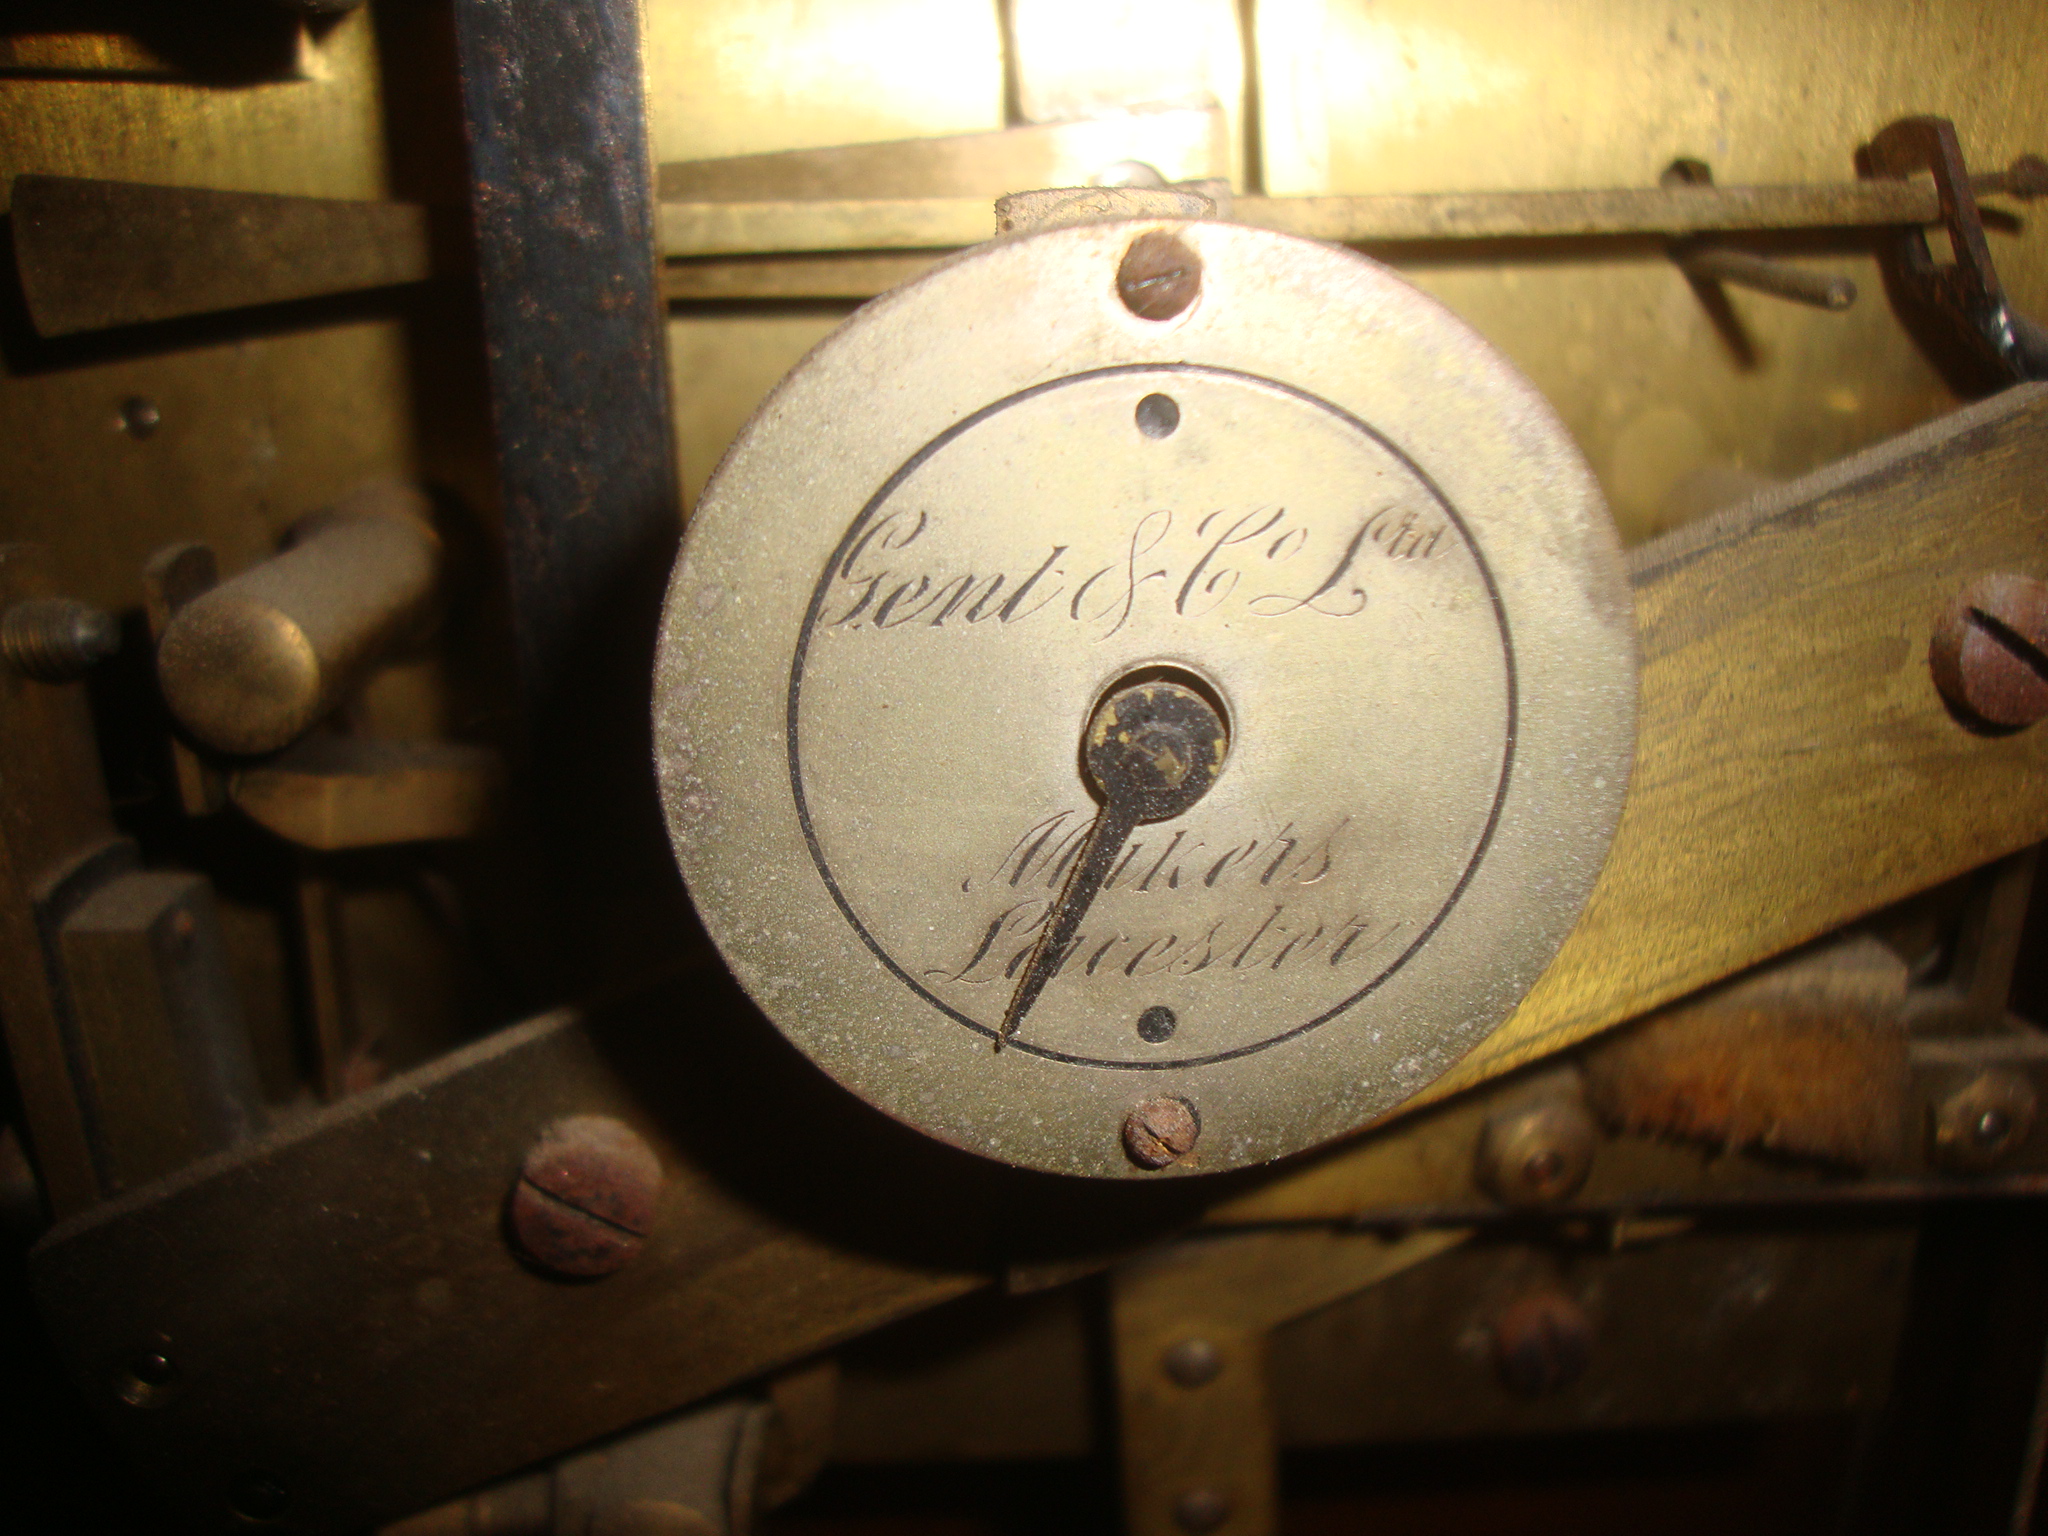 Gent & Co Ltd
Makers
Leicester